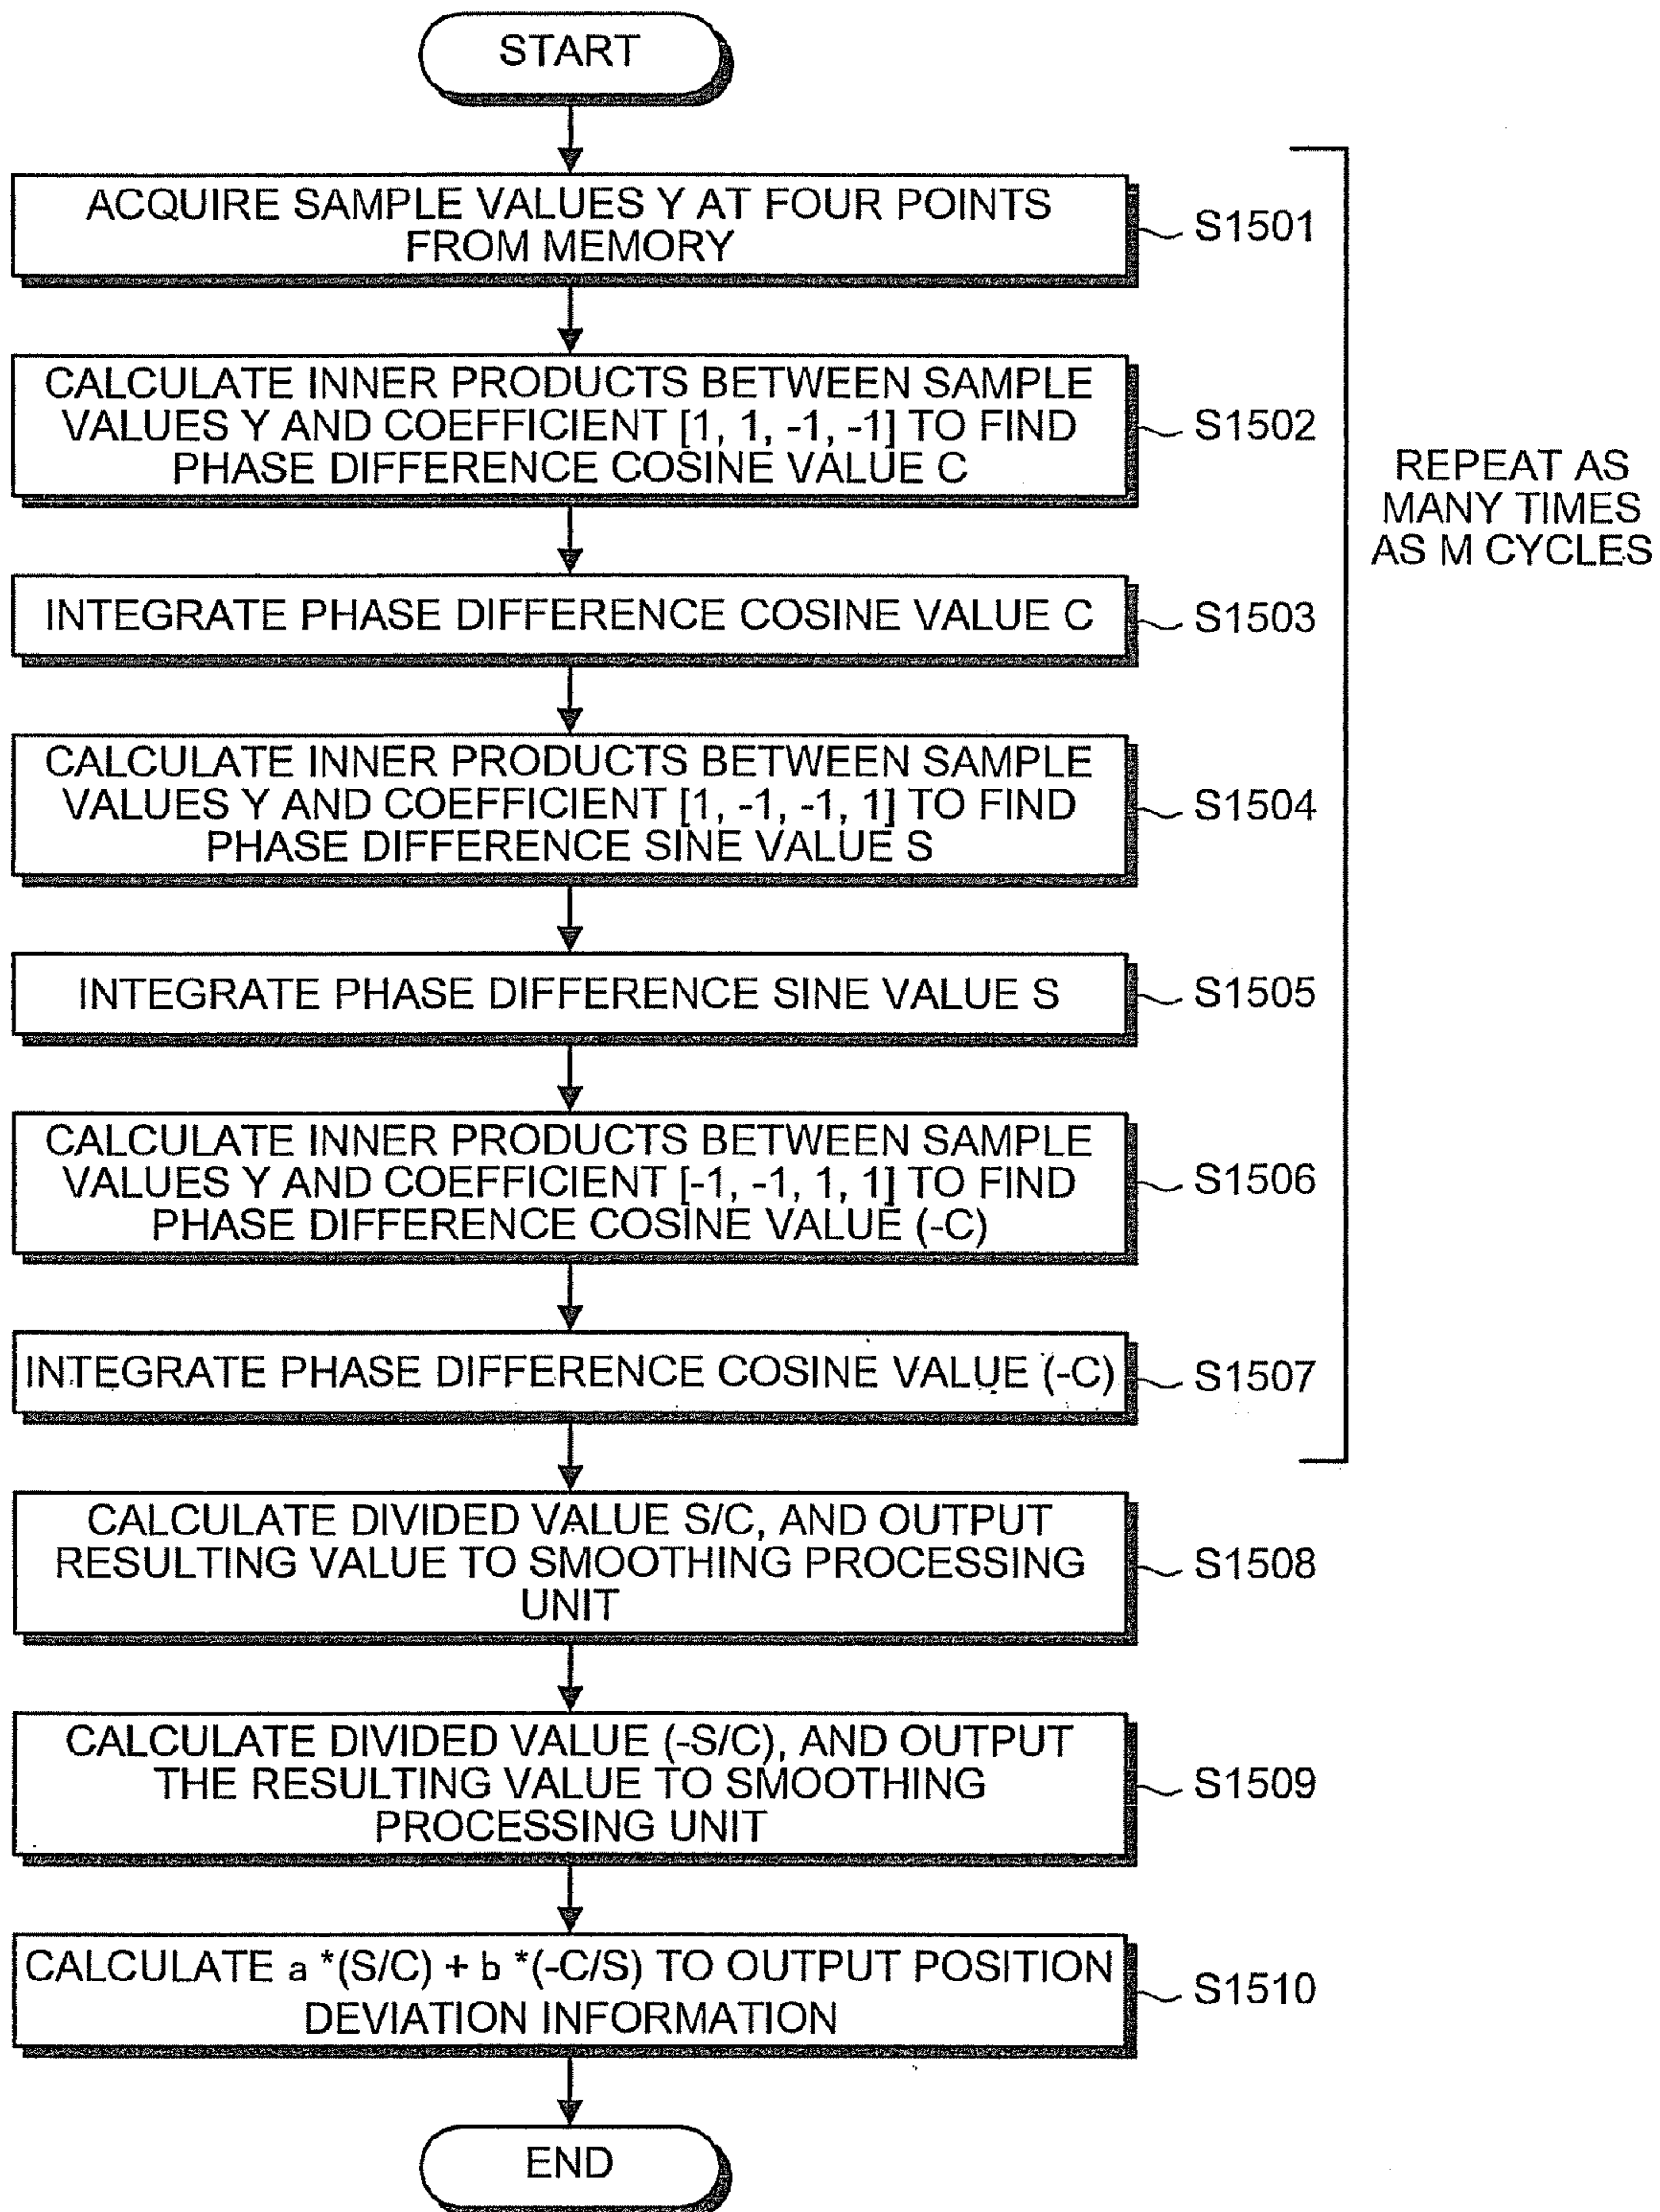 START
ACQUIRE SAMPLE VALUES Y AT FOUR POINTS
FROM MEMORY
S1501
CALCULATE INNER PRODUCTS BETWEEN SAMPLE
VALUES Y AND COEFFICIENT [1, 1, -1, -1] TO FIND
PHASE DIFFERENCE COSINE VALUE C
S1502
REPEAT AS
MANY TIMES
AS M CYCLES
INTEGRATE PHASE DIFFERENCE COSINE VALUE C
S1503
CALCULATE INNER PRODUCTS BETWEEN SAMPLE
VALUES Y AND COEFFICIENT [1, -1, -1, 1] TO FIND
PHASE DIFFERENCE SINE VALUE S
S1504
INTEGRATE PHASE DIFFERENCE SINE VALUE S
S1505
CALCULATE INNER PRODUCTS BETWEEN SAMPLE
VALUES Y AND COEFFICIENT [-1, -1, 1, 1] TO FIND
PHASE DIFFERENCE COSINE VALUE (-C)
S1506
INTEGRATE PHASE DIFFERENCE COSINE VALUE (-C)
S1507
CALCULATE DIVIDED VALUE S/C, AND OUTPUT
RESULTING VALUE TO SMOOTHING PROCESSING
UNIT
S1508
CALCULATE DIVIDED VALUE (-S/C), AND OUTPUT
THE RESULTING VALUE TO SMOOTHING
PROCESSING UNIT
S1509
CALCULATE a *(S/C) + b *(-C/S) TO OUTPUT POSITION
DEVIATION INFORMATION
S1510
END